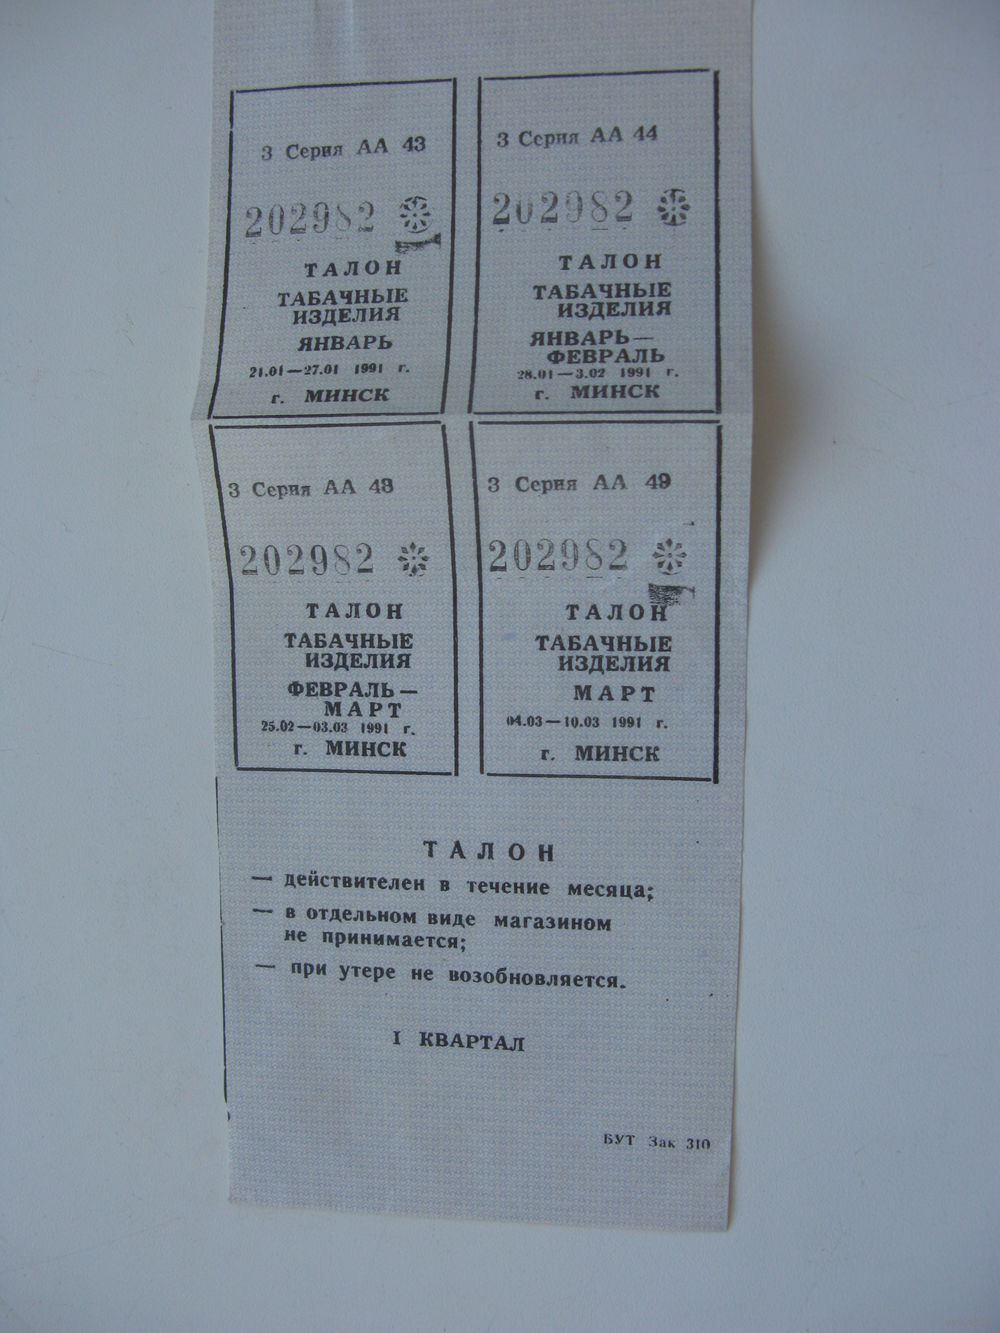 3 Серия АА 43
202982
ТАЛОН
ТАБАЧНЫЕ
ИЗДЕЛИЯ
ЯНВАРЬ
21.01—27.01 1991 г.
г. МИНСК
3 Серия АА 44
202982
ТАЛОН
ТАБАЧНЫЕ
ИЗДЕЛИЯ
ЯНВАРЬ—
ФЕВРАЛЬ
28.01—3.02 1991 г.
г. МИНСК
3 Серия АА 48
202982
ТАЛОН
ТАБАЧНЫЕ
ИЗДЕЛИЯ
ФЕВРАЛЬ—
МАРТ
25.02—03.03 1991 г.
г. МИНСК
3 Серия АА 49
202982
ТАЛОН
ТАБАЧНЫЕ
ИЗДЕЛИЯ
МАРТ
04.03—10.03 1991 г.
г. МИНСК
ТАЛОН
— действителен в течение месяца;
— в отдельном виде магазином
не принимается;
— при утере не возобновляется.
I КВАРТАЛ
БУТ Зак 310